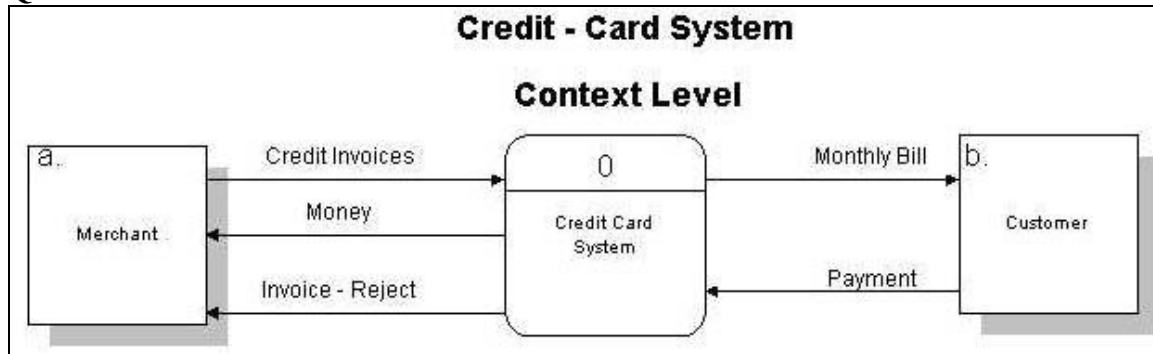 Credit - Card System
Context Level
a.
Credit Invoices
0
Monthly Bill
b.
Merchant
Money
Credit Card
System
Customer
Invoice - Reject
Payment